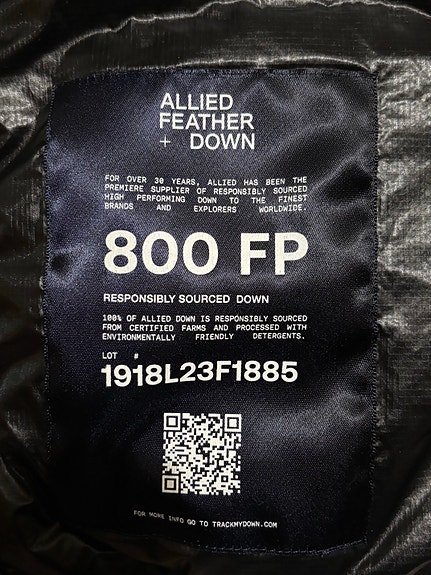 ALLIED
FEATHER
+ DOWN
FOR OVER 30 YEARS, ALLIED HAS BEEN THE
PREMIERE SUPPLIER OF RESPONSIBLY SOURCED
HIGH PERFORMING DOWN TO THE FINEST
BRANDS AND EXPLORERS WORLDWIDE.
800 FP
RESPONSIBLY SOURCED DOWN
100% OF ALLIED DOWN IS RESPONSIBLY SOURCED
FROM CERTIFIED FARMS AND PROCESSED WITH
ENVIRONMENTALLY FRIENDLY DETERGENTS.
LOT #
1918L23F1885
FOR MORE INFO GO TO TRACKMYDOWN.COM